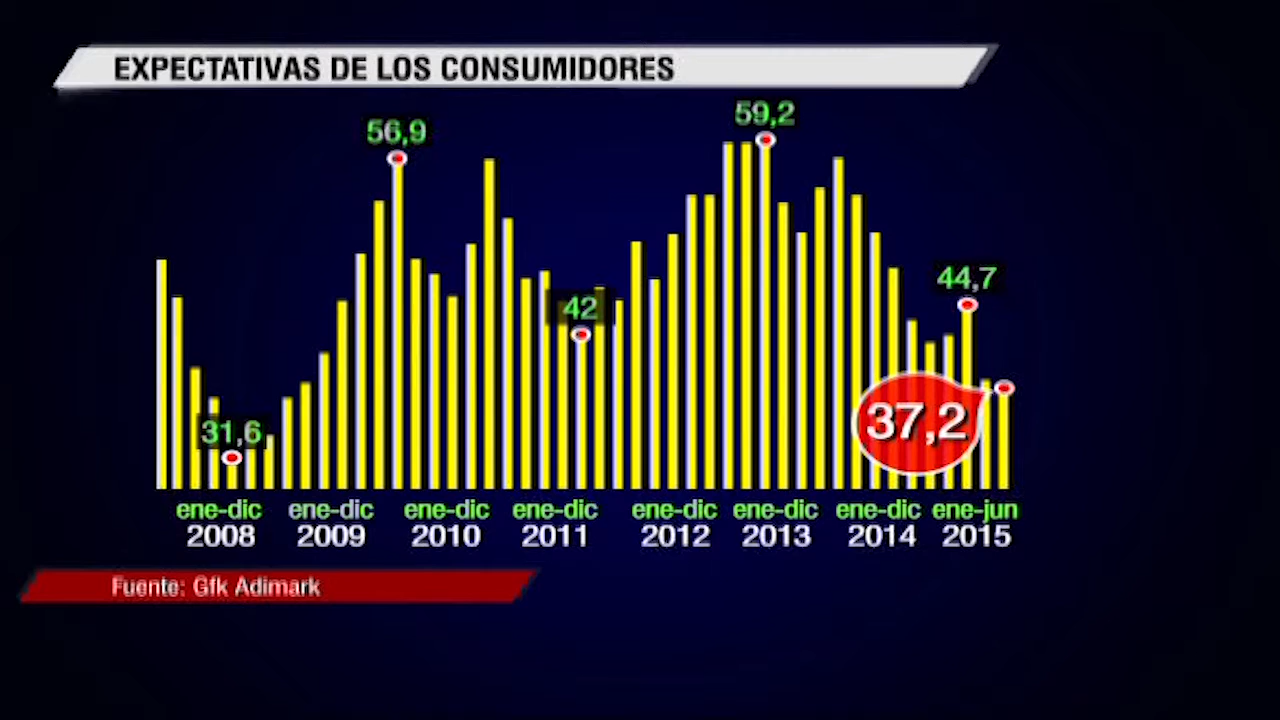 EXPECTATIVAS DE LOS CONSUMIDORES
59,2
56,9
44,7
42
37,2
31,6
ene-dic ene-dic ene-dic ene-dic ene-dic ene-dic ene-dic ene-jun
2008 2009 2010 2011 2012 2013 2014 2015
Fuente: Gfk Adimark